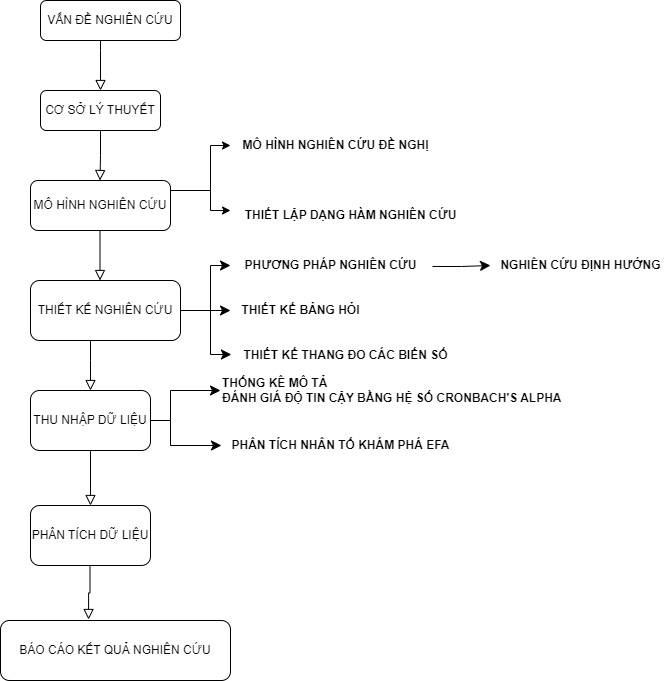 VẤN ĐỀ NGHIÊN CỨU
CƠ SỞ LÝ THUYẾT
MÔ HÌNH NGHIÊN CỨU ĐỀ NGHỊ
MÔ HÌNH NGHIÊN CỨU
THIẾT LẬP DẠNG HÀM NGHIÊN CỨU
PHƯƠNG PHÁP NGHIÊN CỨU
NGHIÊN CỨU ĐỊNH HƯỚNG
THIẾT KẾ NGHIÊN CỨU
THIẾT KẾ BẢNG HỎI
THIẾT KẾ THANG ĐO CÁC BIẾN SỐ
THỐNG KÊ MÔ TẢ
ĐÁNH GIÁ ĐỘ TIN CẬY BẰNG HỆ SỐ CRONBACH'S ALPHA
THU NHẬP DỮ LIỆU
PHÂN TÍCH NHÂN TỐ KHÁM PHÁ EFA
PHÂN TÍCH DỮ LIỆU
BÁO CÁO KẾT QUẢ NGHIÊN CỨU